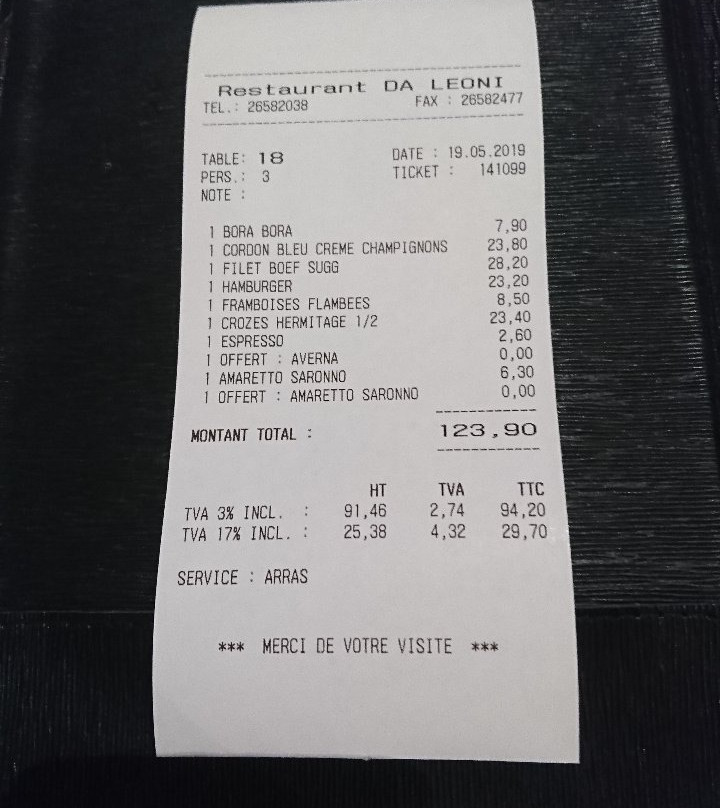 Restaurant DA LEONI
TEL.: 26582038 FAX : 26582477
TABLE: 18 DATE : 19.05.2019
PERS.: 3 TICKET : 141099
NOTE :
1 BORA BORA 7,90
1 CORDON BLEU CREME CHAMPIGNONS 23,80
1 FILET BOEF SUGG 28,20
1 HAMBURGER 23,20
1 FRAMBOISES FLAMBEES 8,50
1 CROZES HERMITAGE 1/2 23,40
1 ESPRESSO 2,60
1 OFFERT : AVERNA 0,00
1 AMARETTO SARONNO 6,30
1 OFFERT : AMARETTO SARONNO 0,00
MONTANT TOTAL : 123,90
HT TVA TTC
TVA 3% INCL. : 91,46 2,74 94,20
TVA 17% INCL. : 25,38 4,32 29,70
SERVICE : ARRAS
*** MERCI DE VOTRE VISITE ***